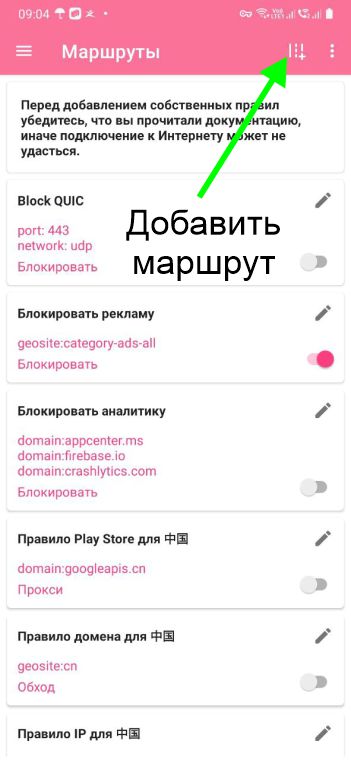 09:04
Маршруты
Перед добавлением собственных правил
убедитесь, что вы прочитали документацию,
иначе подключение к Интернету может не
удасться.
Block QUIC
port: 443
network: udp
Блокировать
Добавить
маршрут
Блокировать рекламу
geosite:category-ads-all
Блокировать
Блокировать аналитику
domain:appcenter.ms
domain:firebase.io
domain:crashlytics.com
Блокировать
Правило Play Store для 中国
domain:googleapis.cn
Прокси
Правило домена для 中国
geosite:cn
Обход
Правило IP для 中国